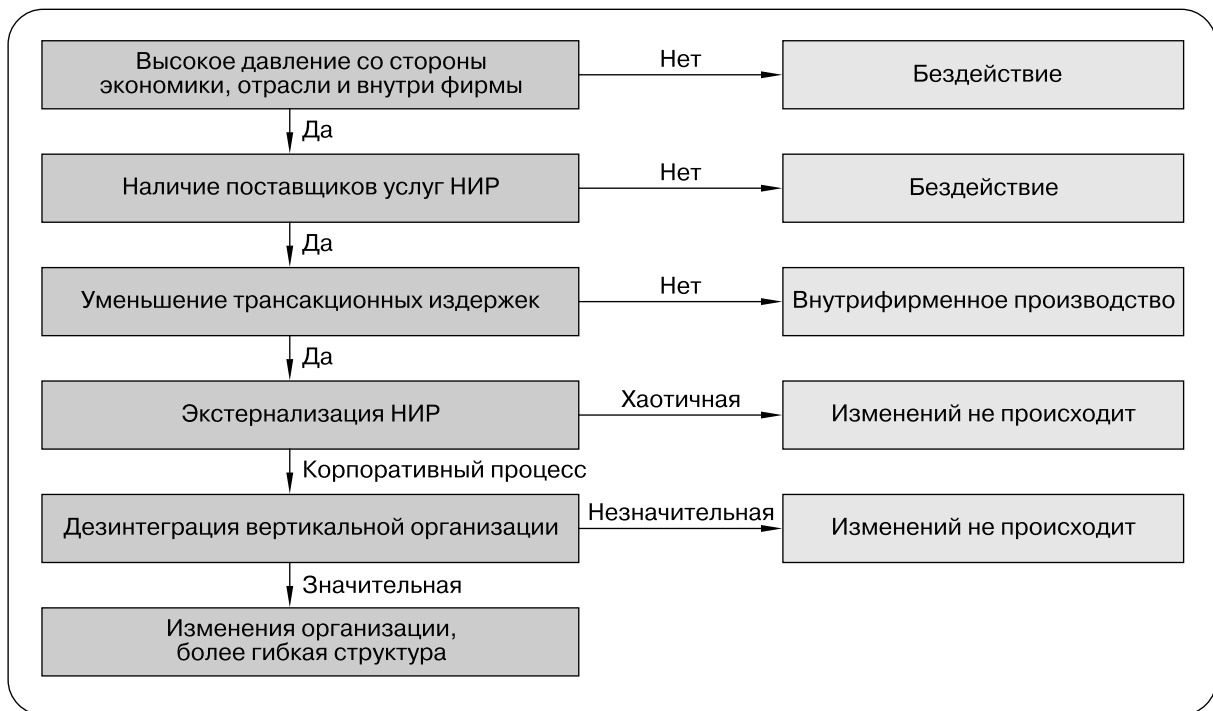 Высокое давление со стороны
экономики, отрасли и внутри фирмы
Нет
Бездействие
Да
Наличие поставщиков услуг НИР
Нет
Бездействие
Да
Уменьшение трансакционных издержек
Нет
Внутрифирменное производство
Да
Экстернализация НИР
Хаотичная
Изменений не происходит
Корпоративный процесс
Дезинтеграция вертикальной организации
Незначительная
Изменений не происходит
Значительная
Изменения организации,
более гибкая структура